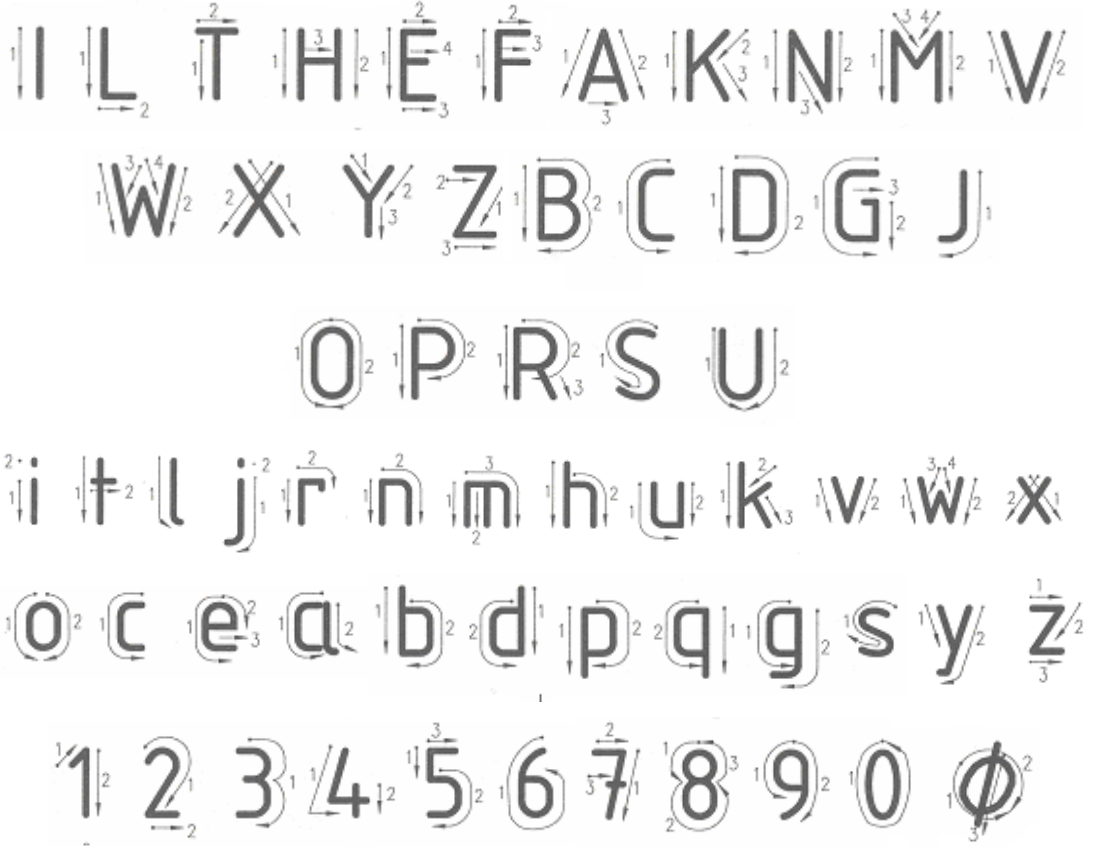 I L T H E F A K N M V
W X Y Z B C D G J
O P R S U
i t l j r n m h u k v w x
o c e a b d p q g s y z
1 2 3 4 5 6 7 8 9 0 Ø